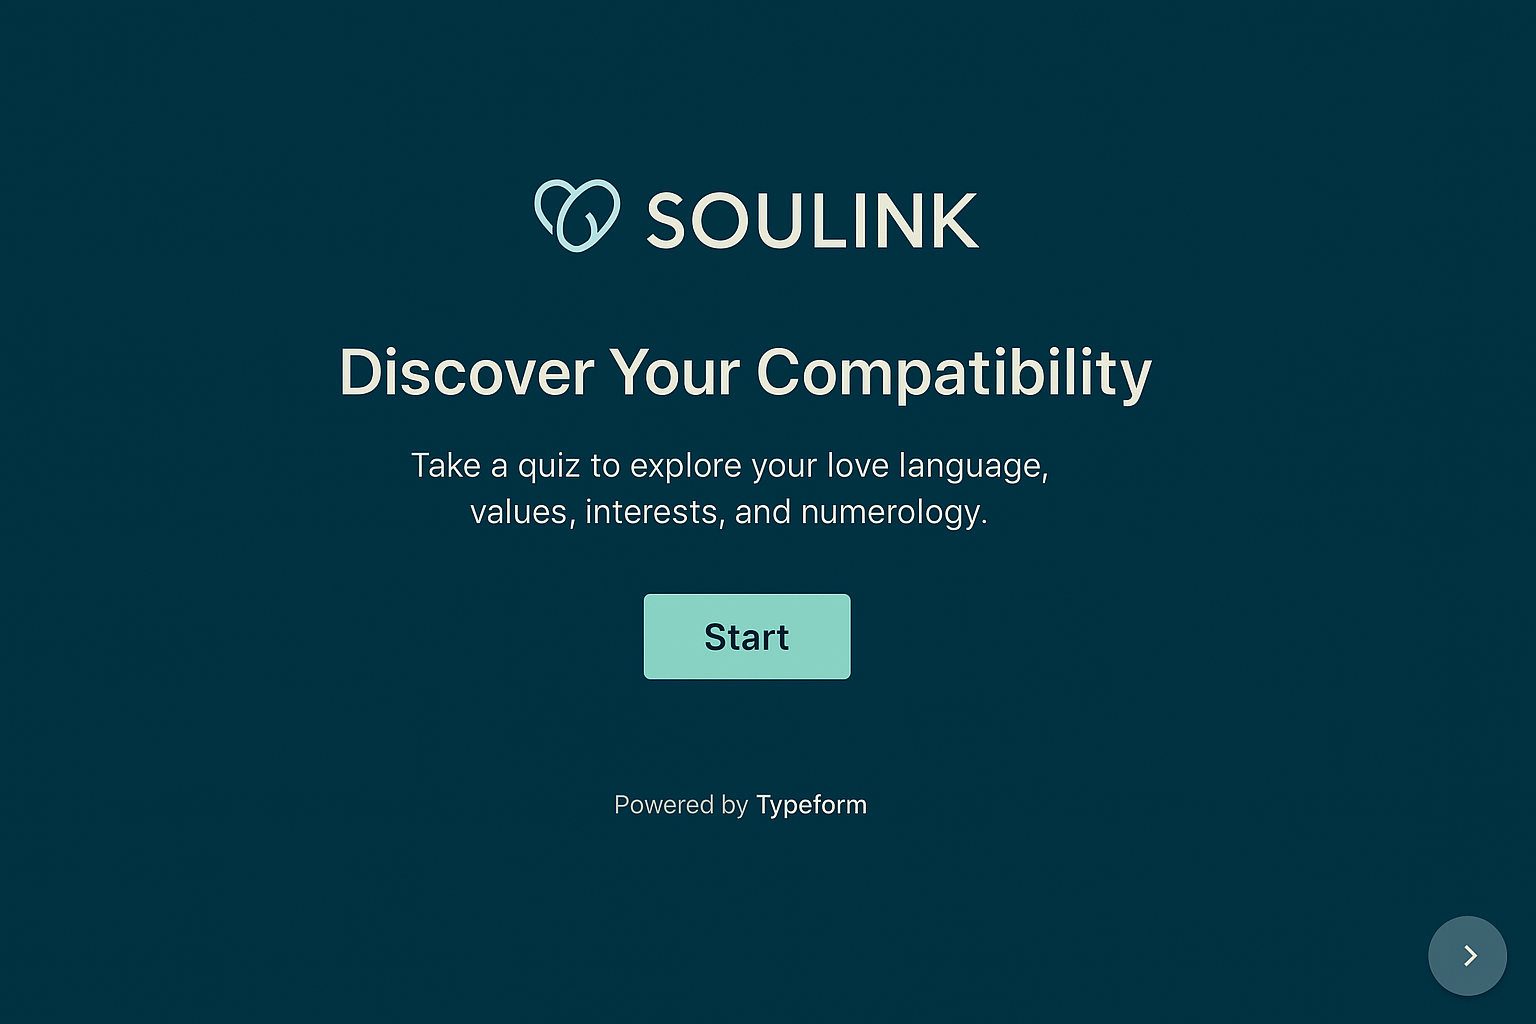 SOULINK
Discover Your Compatibility
Take a quiz to explore your love language,
values, interests, and numerology.
Start
Powered by Typeform